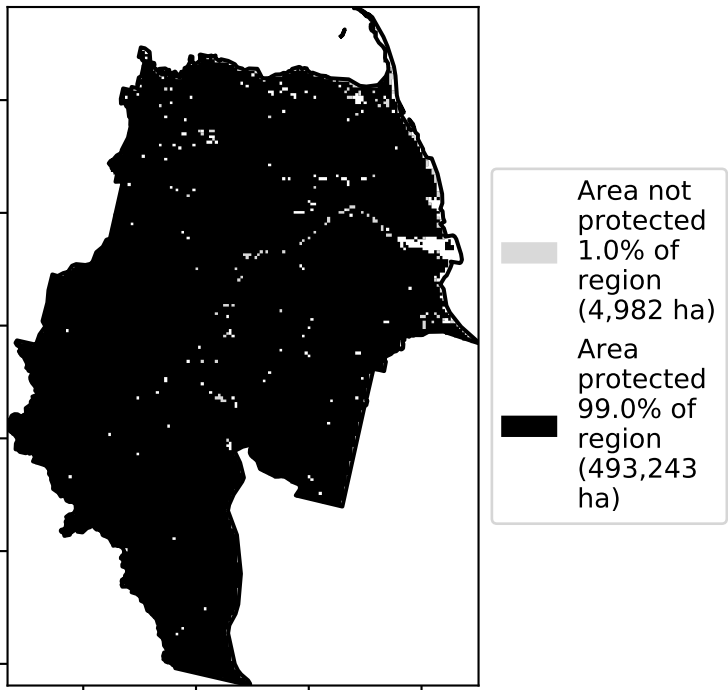 Area not
protected
1.0% of
region
(4,982 ha)
Area
protected
99.0% of
region
(493,243
ha)